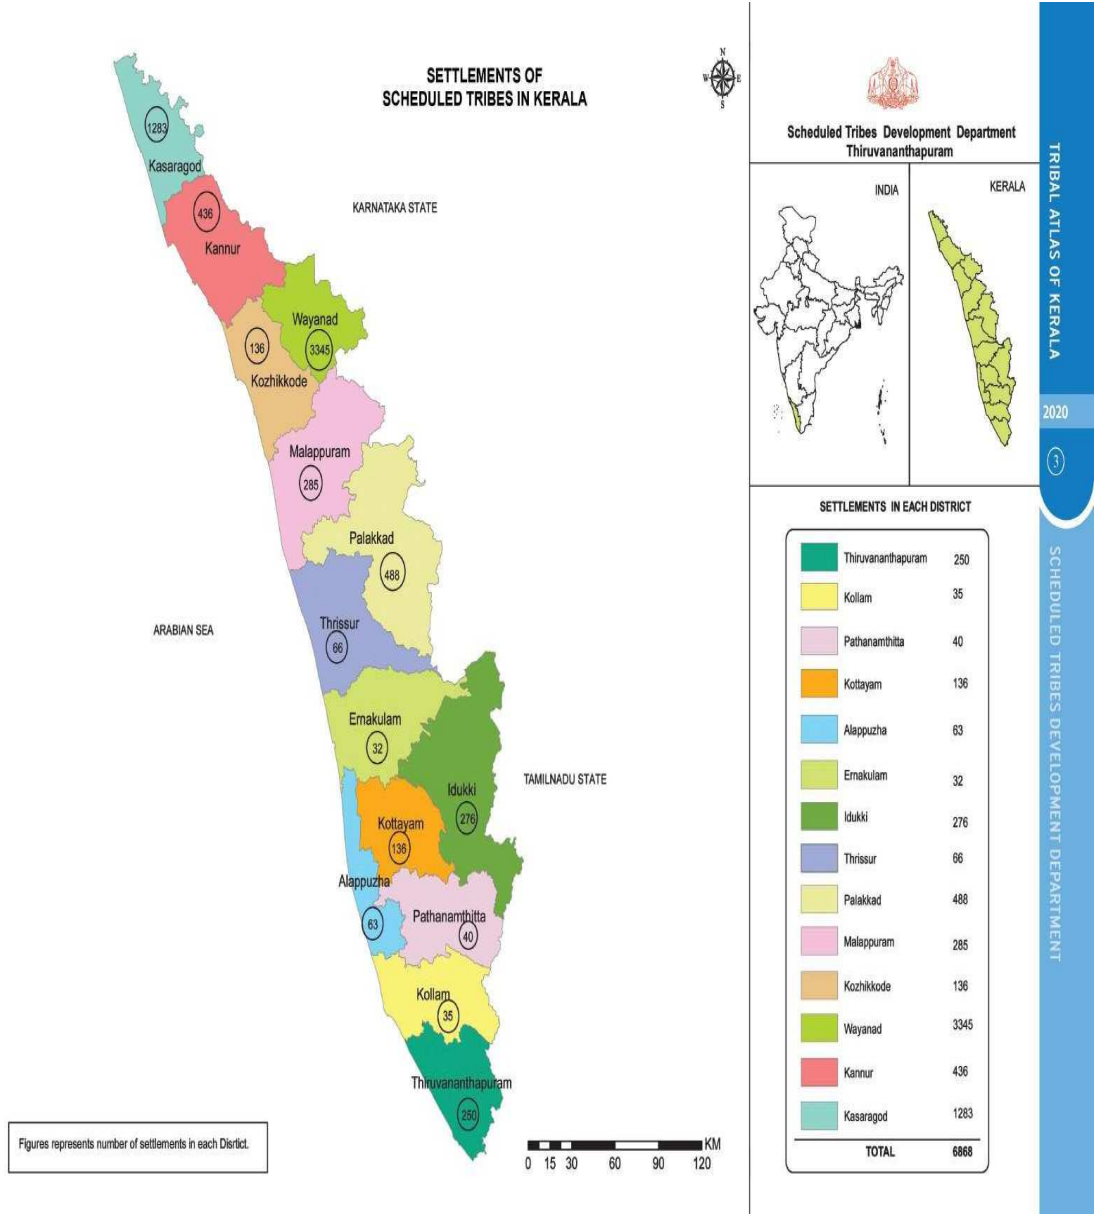 SETTLEMENTS OF
SCHEDULED TRIBES IN KERALA
N
W E
S
1283
Kasaragod
436
Kannur
KARNATAKA STATE
Wayanad
3345
136
Kozhikkode
Malappuram
285
Palakkad
488
ARABIAN SEA
Thrissur
66
Ernakulam
32
TAMILNADU STATE
Idukki
276
Kottayam
136
Alappuzha
63
Pathanamthitta
40
Kollam
35
Thiruvananthapuram
250
Figures represents number of settlements in each Disrtict.
KM
0 15 30 60 90 120
Scheduled Tribes Development Department
Thiruvananthapuram
INDIA
KERALA
SETTLEMENTS IN EACH DISTRICT
Thiruvananthapuram 250
Kollam 35
Pathanamthitta 40
Kottayam 136
Alappuzha 63
Ernakulam 32
Idukki 276
Thrissur 66
Palakkad 488
Malappuram 285
Kozhikkode 136
Wayanad 3345
Kannur 436
Kasaragod 1283
TOTAL 6868
TRIBAL ATLAS OF KERALA
2020
3
SCHEDULED TRIBES DEVELOPMENT DEPARTMENT